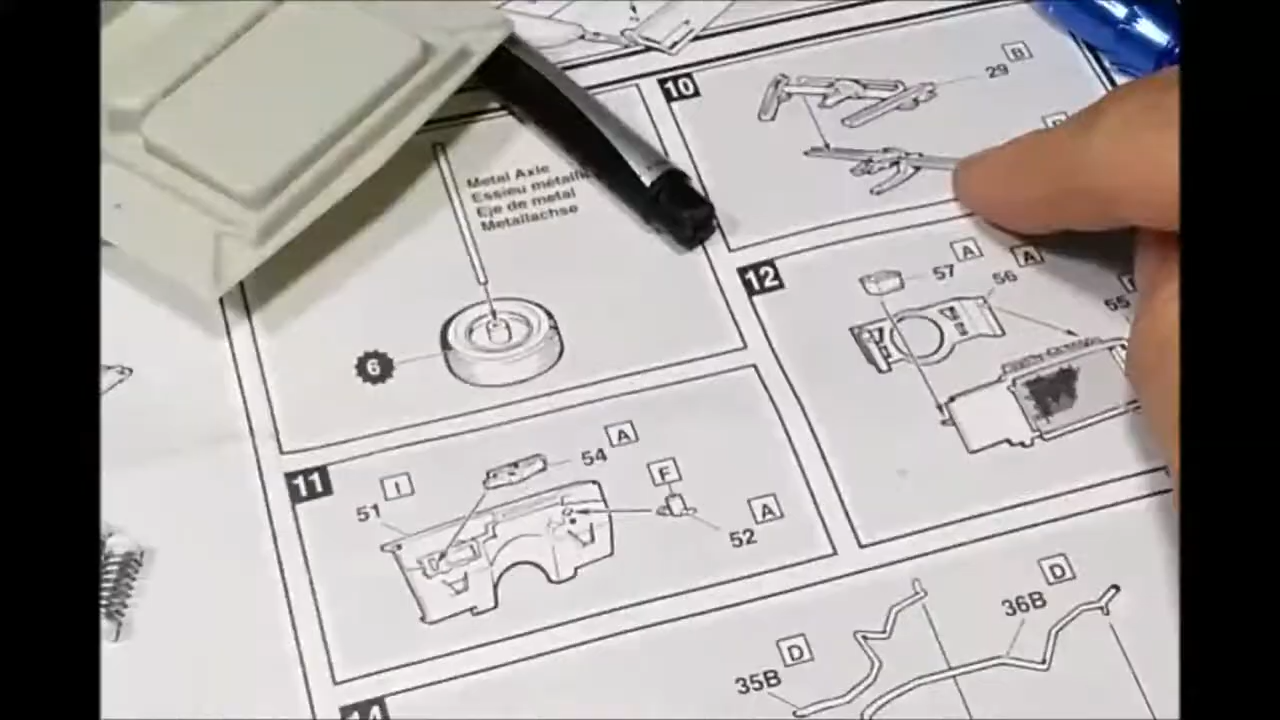 10
29 B
Metal Axle
Essieu métalli
Eje de metal
Metallachse
6
12
57 A
56 A
55
11
51 I
54 A
F
52 A
14
35B D
36B D